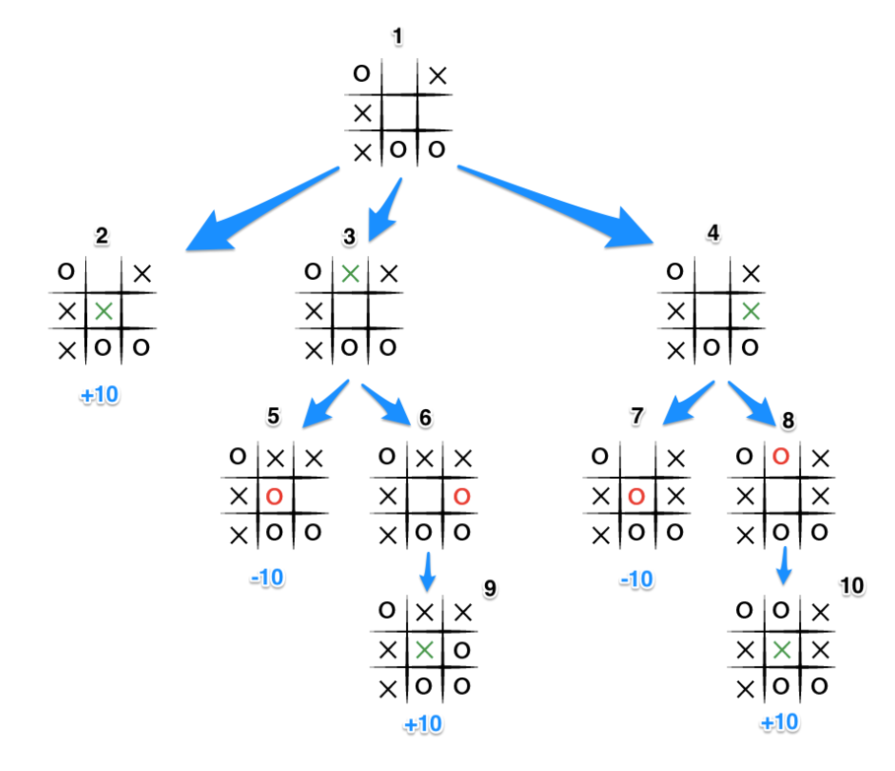 1
O X
X
X O O
2 3 4
O X O X X O X
X X X X X
X O O X O O X O O
+10
5 6 7 8
O X X O X X O X O O X
X O X O X O X X X
X O O X O O X O O X O O
-10 -10
9 10
O X X O O X
X X O X X X
X O O X O O
+10 +10